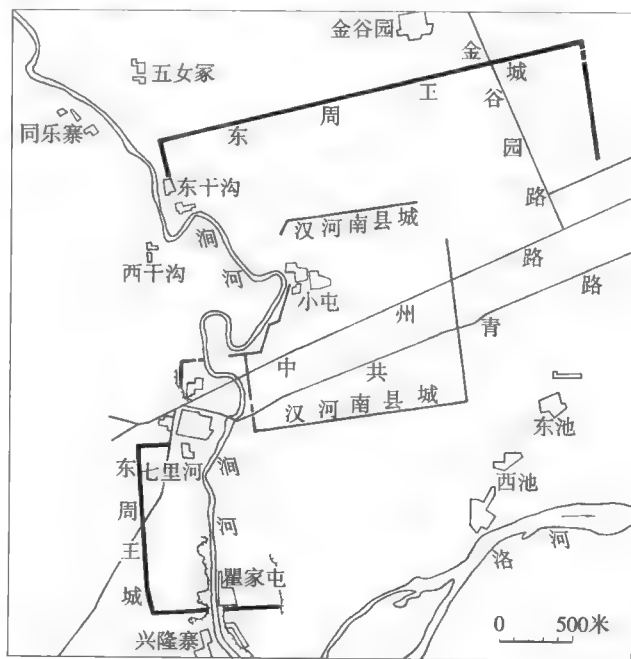 金谷园
五女冢
同乐寨
东周王城
金谷园路
东干沟
汉河南县城
西干沟
涧河
小屯
中州路
共青路
汉河南县城
东池
西池
七里河
东周王城
涧河
洛河
瞿家屯
兴隆寨
0 500米